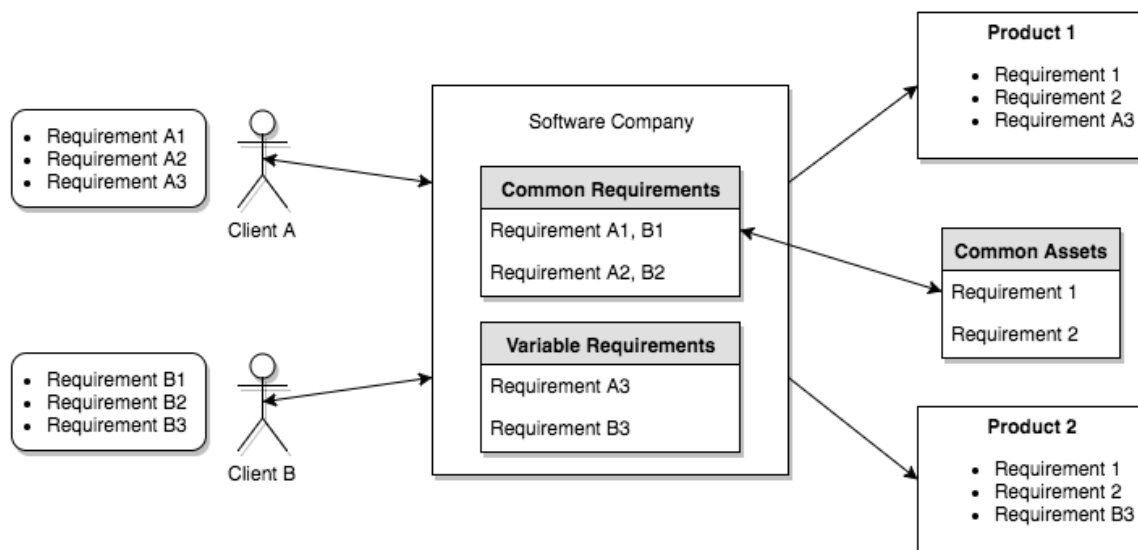 Requirement A1
Requirement A2
Requirement A3
Client A
Requirement B1
Requirement B2
Requirement B3
Client B
Software Company
Common Requirements
Requirement A1, B1
Requirement A2, B2
Variable Requirements
Requirement A3
Requirement B3
Product 1
Requirement 1
Requirement 2
Requirement A3
Common Assets
Requirement 1
Requirement 2
Product 2
Requirement 1
Requirement 2
Requirement B3